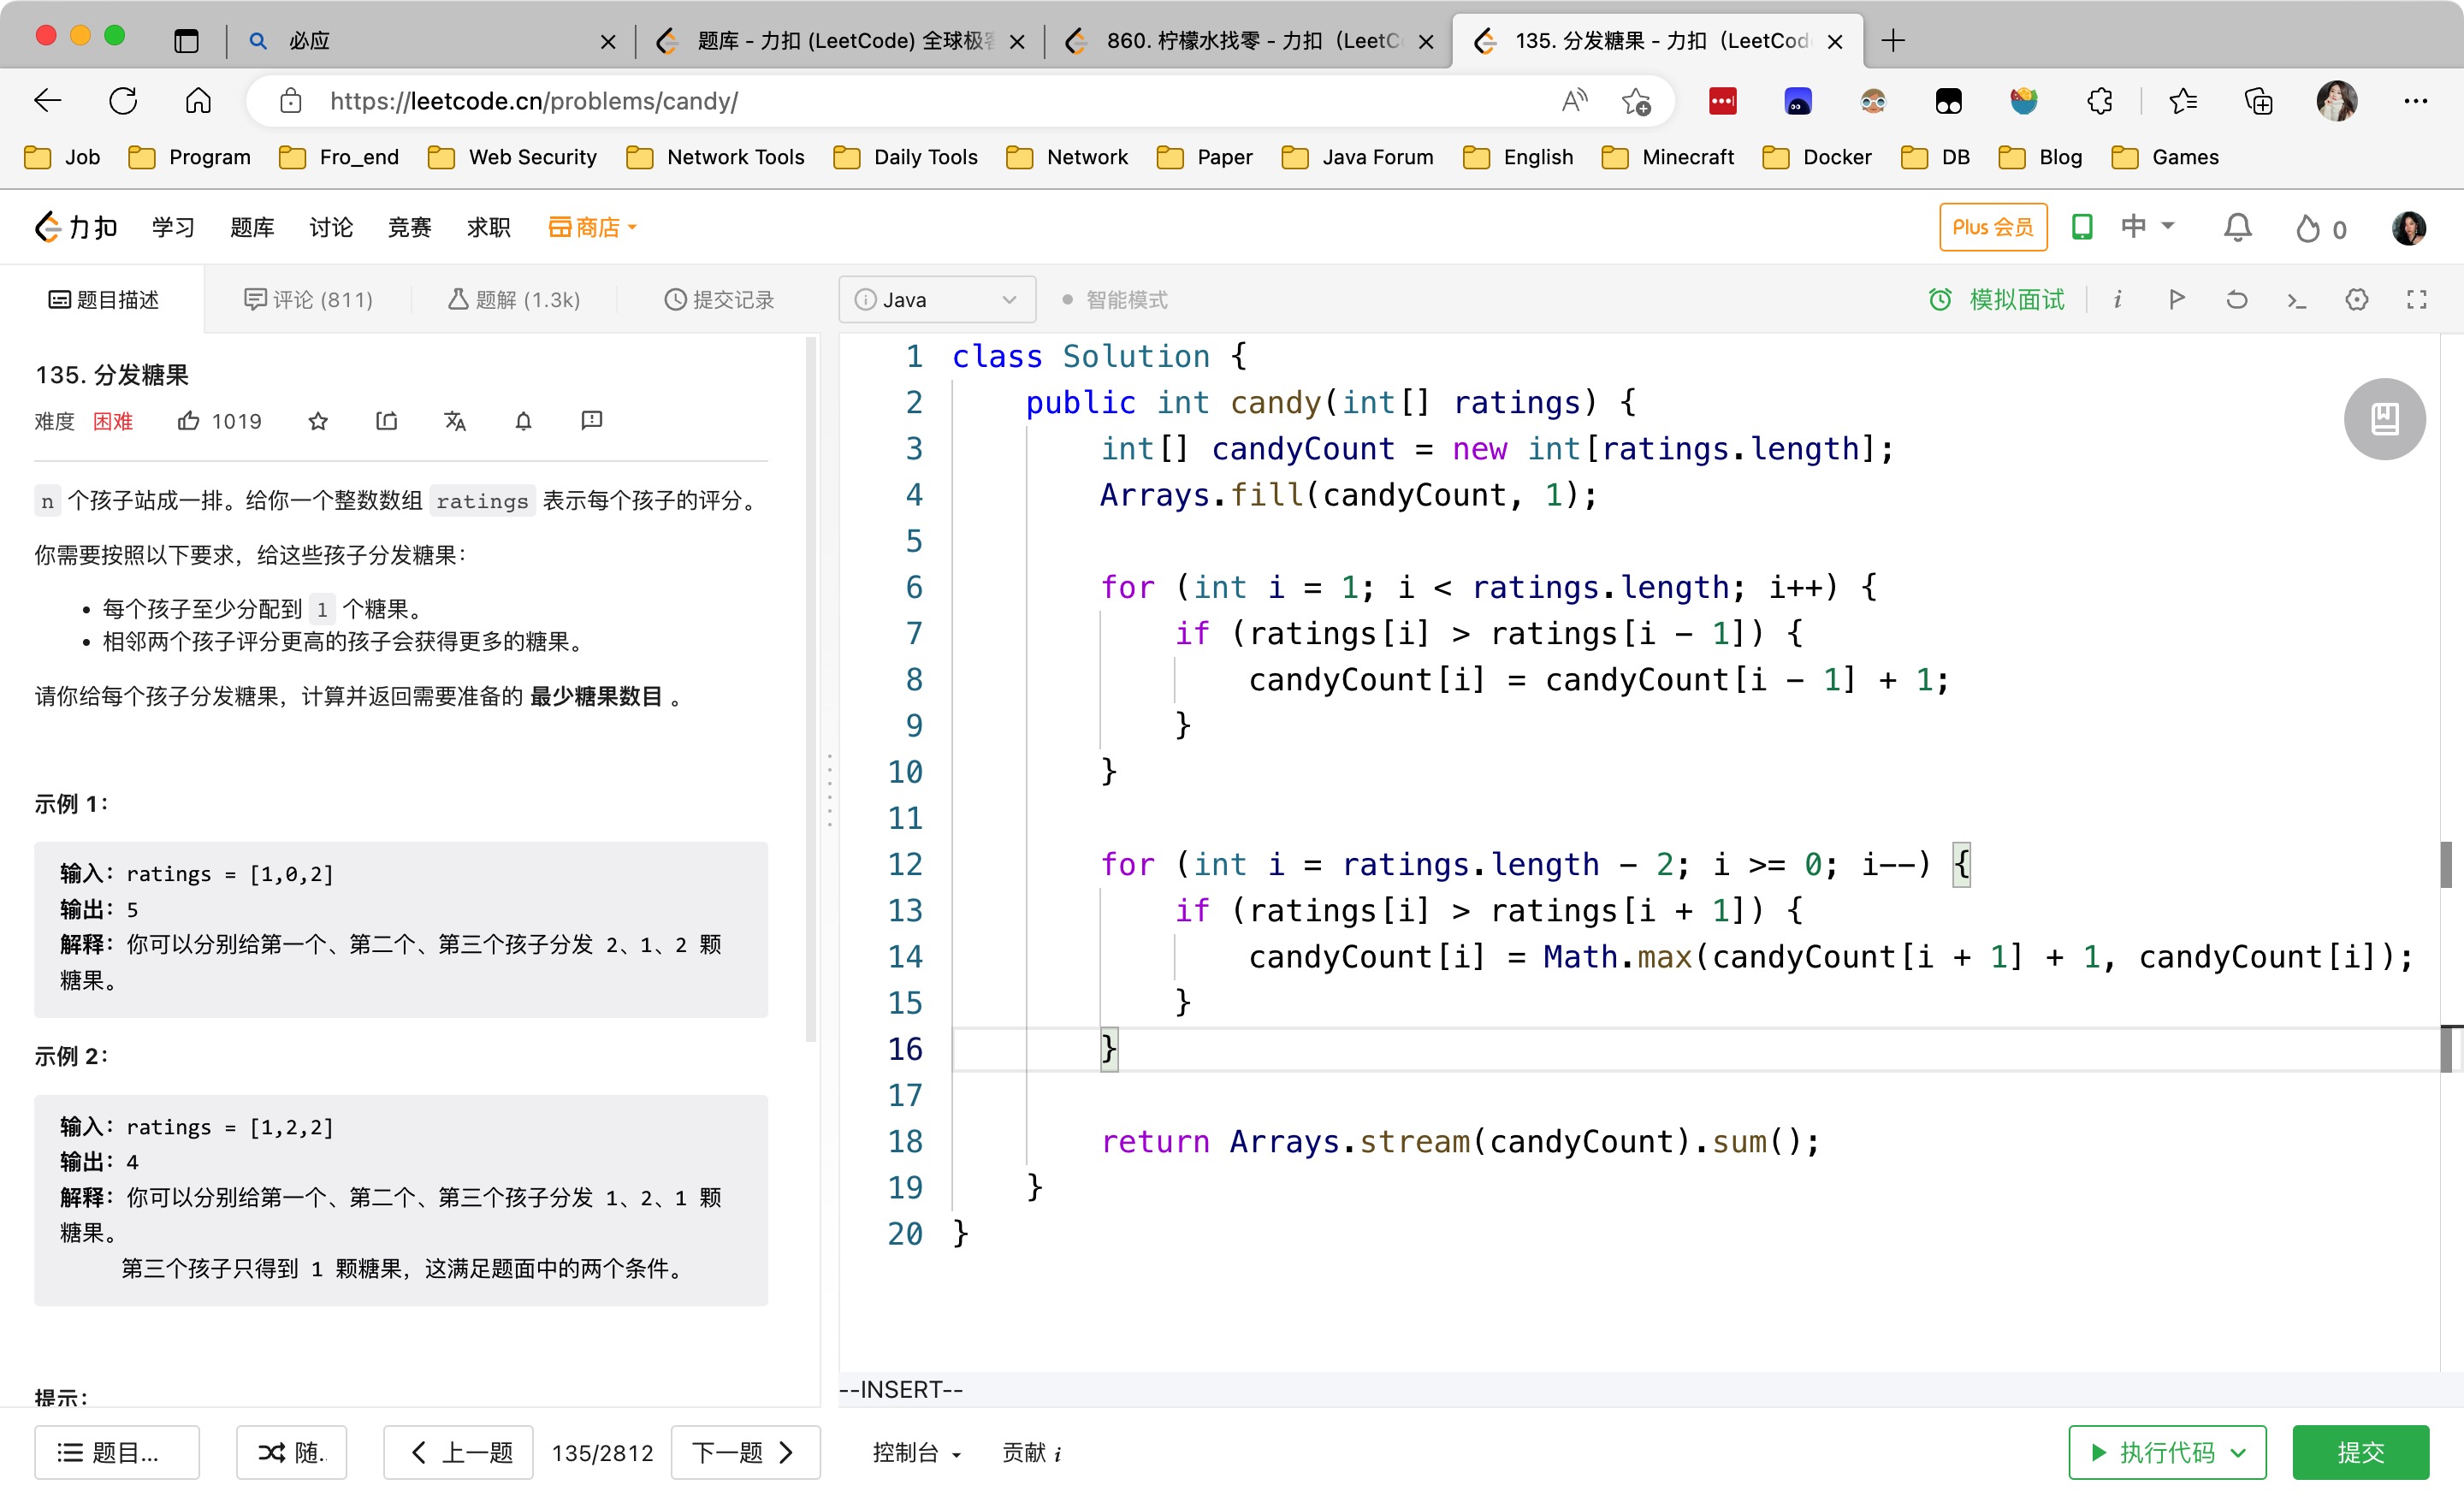 必应
题库 - 力扣 (LeetCode) 全球极
860. 柠檬水找零 - 力扣（LeetC
135. 分发糖果 - 力扣（LeetCod
https://leetcode.cn/problems/candy/
Job Program Fro_end Web Security Network Tools Daily Tools Network Paper Java Forum English Minecraft Docker DB Blog Games
力扣 学习 题库 讨论 竞赛 求职 商店 Plus 会员 中 0
题目描述 评论 (811) 题解 (1.3k) 提交记录
Java 智能模式 模拟面试
135. 分发糖果
难度 困难 1019
n 个孩子站成一排。给你一个整数数组 ratings 表示每个孩子的评分。
你需要按照以下要求，给这些孩子分发糖果：
• 每个孩子至少分配到 1 个糖果。
• 相邻两个孩子评分更高的孩子会获得更多的糖果。
请你给每个孩子分发糖果，计算并返回需要准备的 最少糖果数目 。
示例 1：
输入：ratings = [1,0,2]
输出：5
解释：你可以分别给第一个、第二个、第三个孩子分发 2、1、2 颗
糖果。
示例 2：
输入：ratings = [1,2,2]
输出：4
解释：你可以分别给第一个、第二个、第三个孩子分发 1、2、1 颗
糖果。
第三个孩子只得到 1 颗糖果，这满足题面中的两个条件。
提示：
题目... 随. 上一题 135/2812 下一题
1 class Solution {
2 public int candy(int[] ratings) {
3 int[] candyCount = new int[ratings.length];
4 Arrays.fill(candyCount, 1);
5
6 for (int i = 1; i < ratings.length; i++) {
7 if (ratings[i] > ratings[i - 1]) {
8 candyCount[i] = candyCount[i - 1] + 1;
9 }
10 }
11
12 for (int i = ratings.length - 2; i >= 0; i--) {
13 if (ratings[i] > ratings[i + 1]) {
14 candyCount[i] = Math.max(candyCount[i + 1] + 1, candyCount[i]);
15 }
16 }
17
18 return Arrays.stream(candyCount).sum();
19 }
20 }
--INSERT--
控制台 贡献 i 执行代码 提交